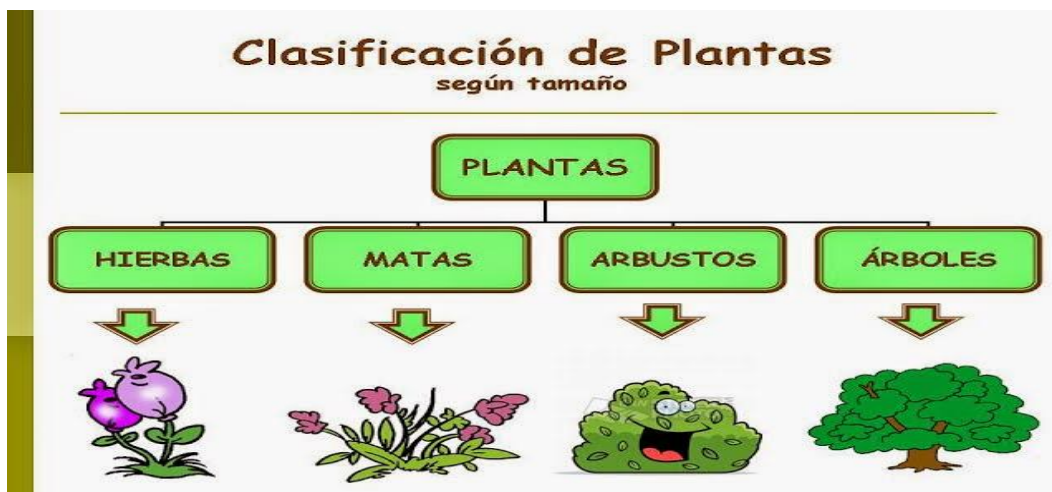 Clasificación de Plantas
según tamaño
PLANTAS
HIERBAS
MATAS
ARBUSTOS
ÁRBOLES